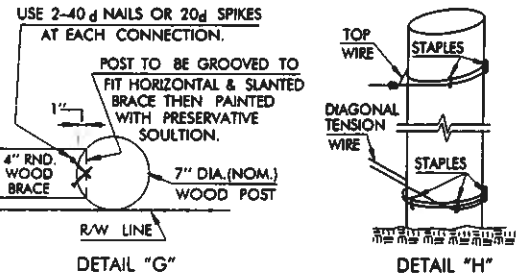 USE 2-40d NAILS OR 20d SPIKES
AT EACH CONNECTION.
POST TO BE GROOVED TO
FIT HORIZONTAL & SLANTED
BRACE THEN PAINTED
WITH PRESERVATIVE
SOULTION.
1"
4" RND.
WOOD
BRACE
7" DIA.(NOM.)
WOOD POST
R/W LINE
DETAIL "G"
TOP
WIRE
STAPLES
DIAGONAL
TENSION
WIRE
STAPLES
DETAIL "H"